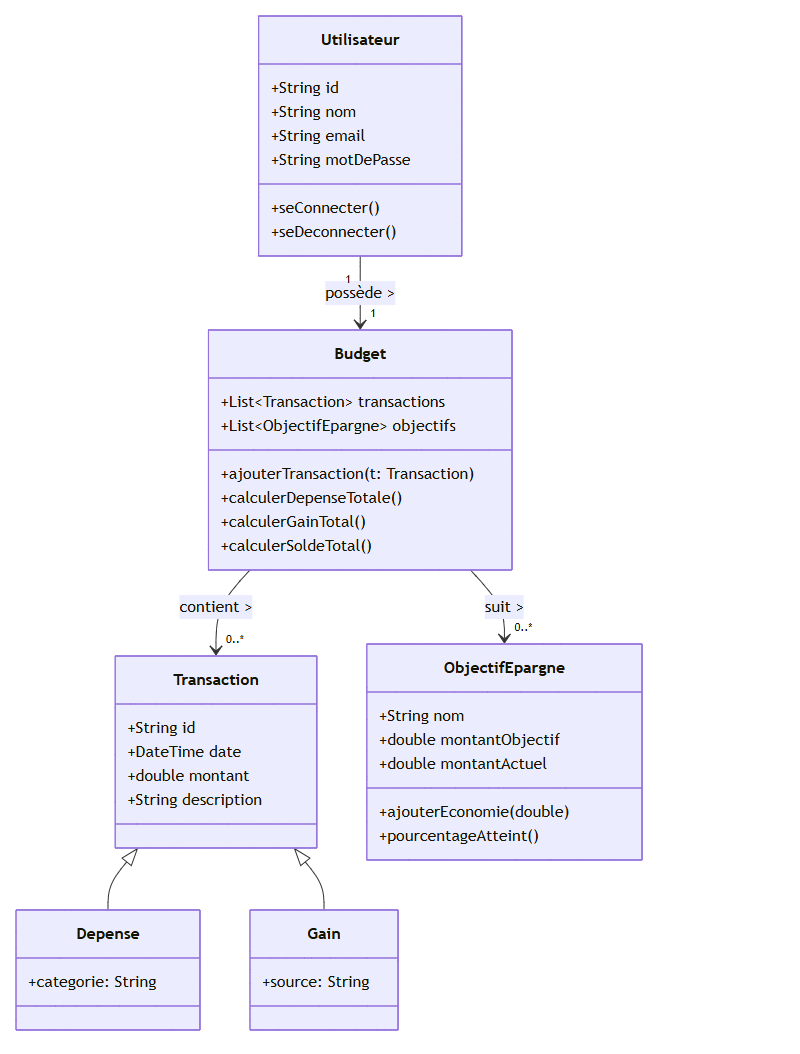 Utilisateur
+String id
+String nom
+String email
+String motDePasse
+seConnecter()
+seDeconnecter()
1
possède >
1
Budget
+List<Transaction> transactions
+List<ObjectifEpargne> objectifs
+ajouterTransaction(t: Transaction)
+calculerDepenseTotale()
+calculerGainTotal()
+calculerSoldeTotal()
contient >
0..*
suit >
0..*
Transaction
+String id
+DateTime date
+double montant
+String description
ObjectifEpargne
+String nom
+double montantObjectif
+double montantActuel
+ajouterEconomie(double)
+pourcentageAtteint()
Depense
+categorie: String
Gain
+source: String